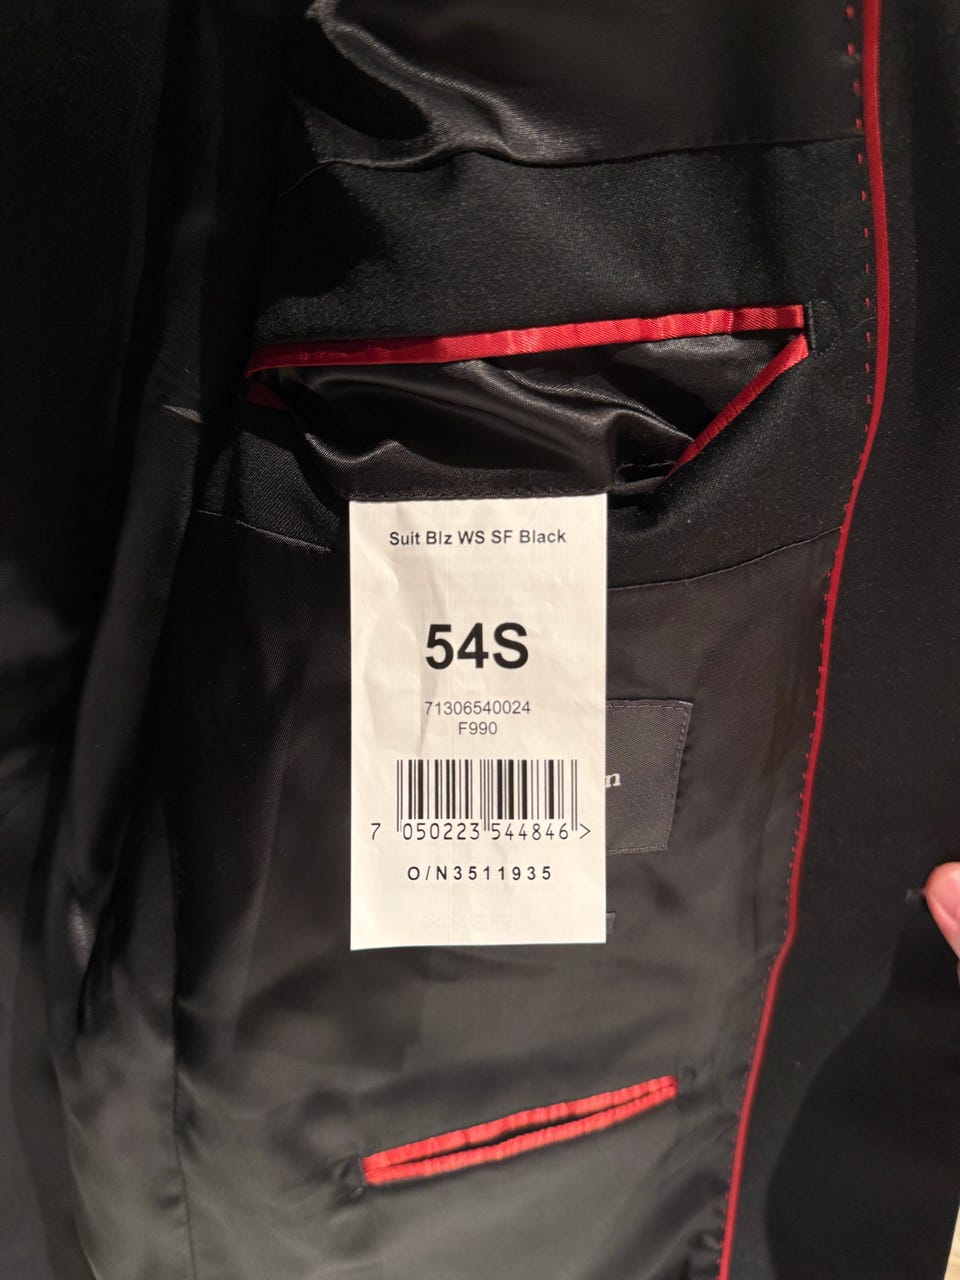 Suit Blz WS SF Black
54S
71306540024
F990
7 050223 544846 >
O/N3511935
n